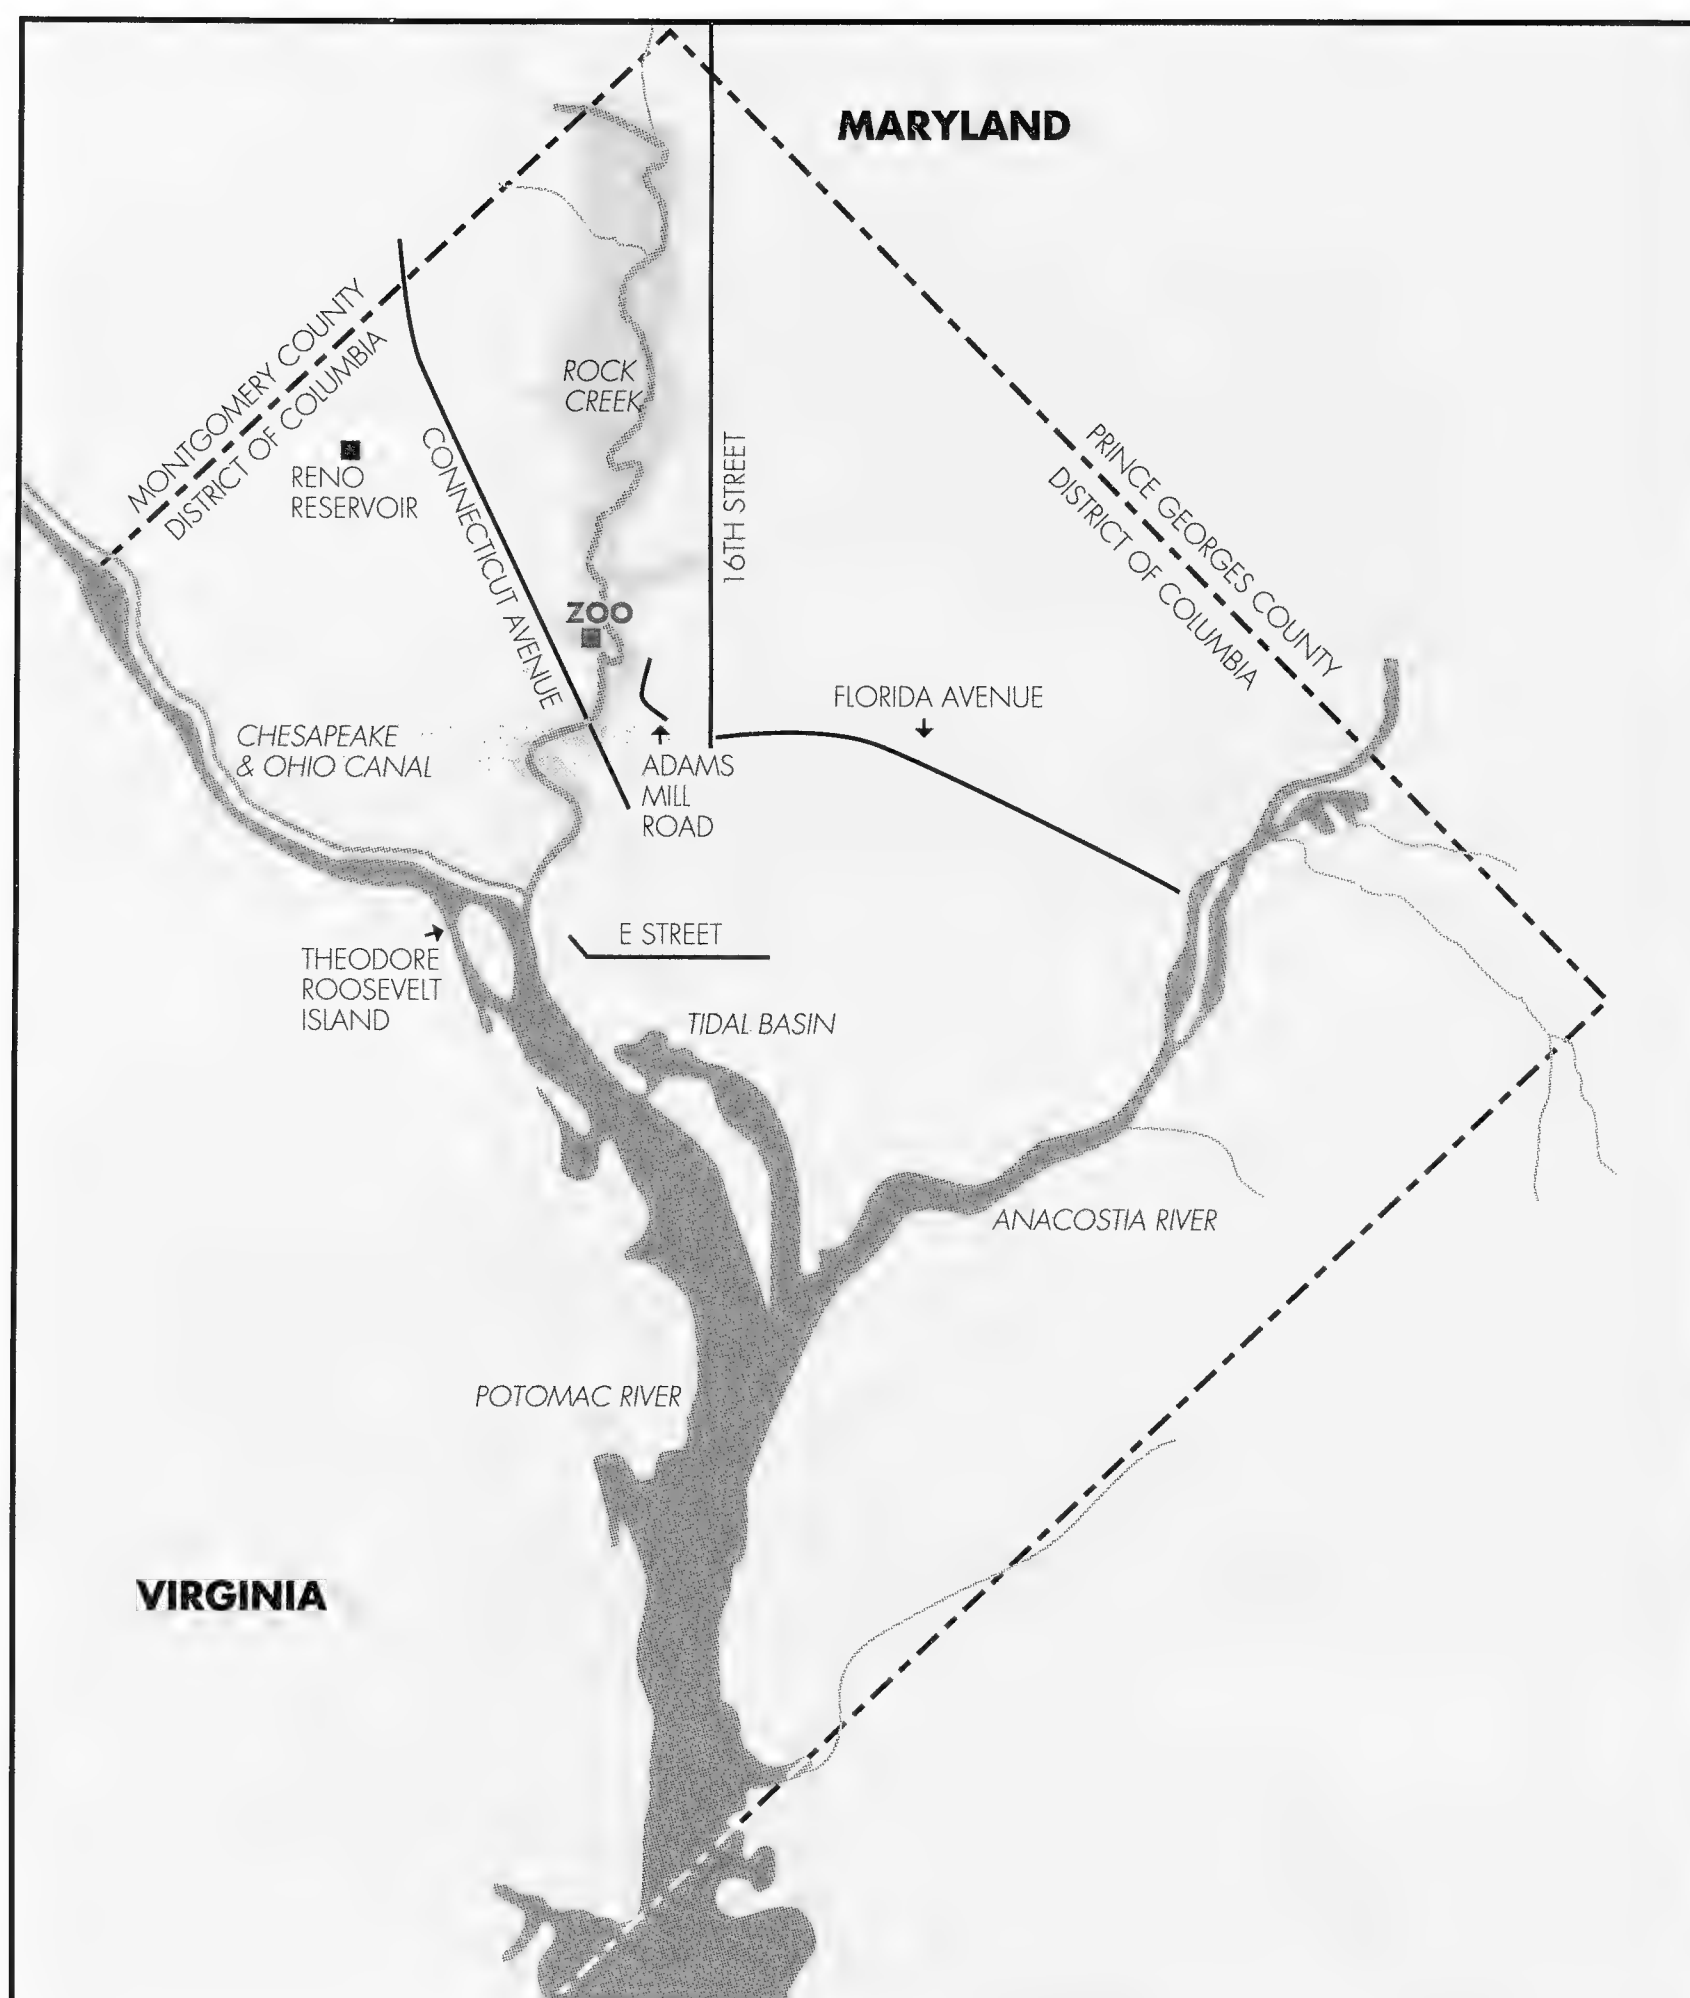 MARYLAND
MONTGOMERY COUNTY
DISTRICT OF COLUMBIA
ROCK
CREEK
RENO
RESERVOIR
CONNECTICUT AVENUE
16TH STREET
PRINCE GEORGES COUNTY
DISTRICT OF COLUMBIA
ZOO
FLORIDA AVENUE
CHESAPEAKE
& OHIO CANAL
ADAMS
MILL
ROAD
E STREET
THEODORE
ROOSEVELT
ISLAND
TIDAL BASIN
ANACOSTIA RIVER
POTOMAC RIVER
VIRGINIA